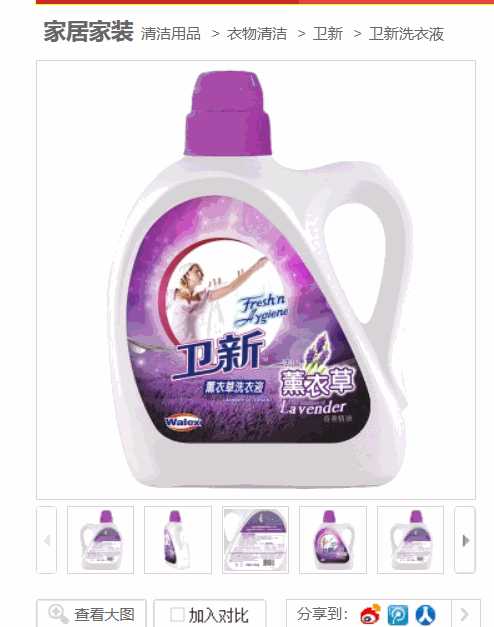 家居家装 清洁用品 > 衣物清洁 > 卫新 > 卫新洗衣液
Fresh'n
Hygiene
卫新
薰衣草洗衣液
薰衣草
Lavender
香薰精油
Walex
查看大图 加入对比 分享到：